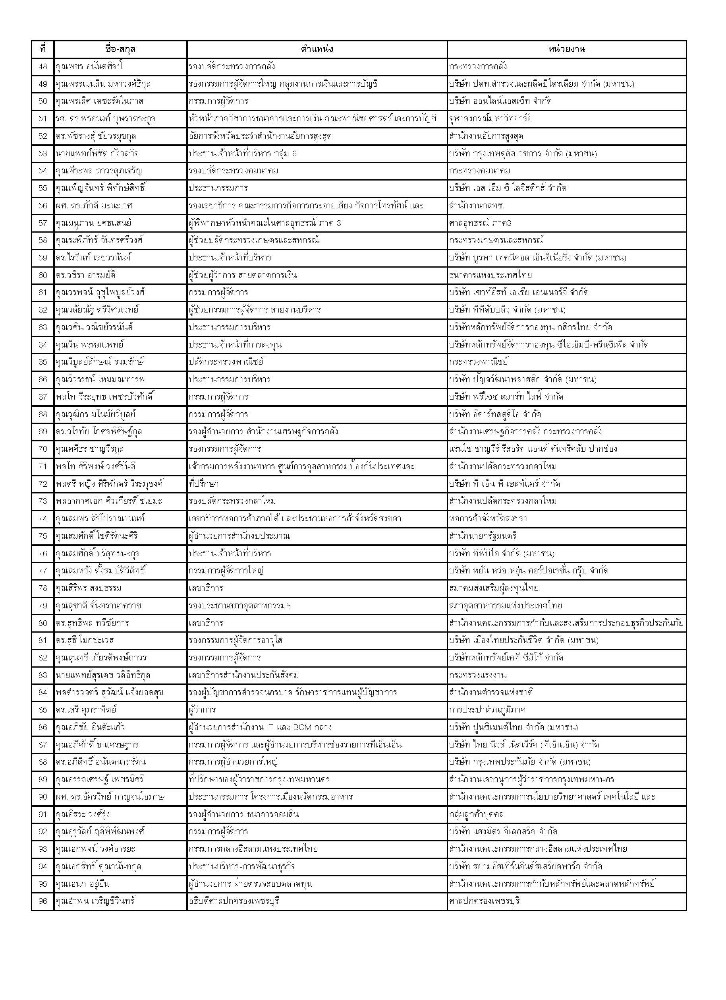 ที่ ชื่อ-สกุล ตำแหน่ง หน่วยงาน
48 คุณพชร อนันตศิลป์ รองปลัดกระทรวงการคลัง กระทรวงการคลัง
49 คุณพรรณนลิน มหาวงศ์ธิกุล รองกรรมการผู้จัดการใหญ่ กลุ่มงานการเงินและการบัญชี บริษัท ปตท.สำรวจและผลิตปิโตรเลียม จำกัด (มหาชน)
50 คุณพรเลิศ เตชะรัตโนภาส กรรมการผู้จัดการ บริษัท ออนไลน์แอสเซ็ท จำกัด
51 รศ. ดร.พรอนงค์ บุษราตระกูล หัวหน้าภาควิชาการธนาคารและการเงิน คณะพาณิชยศาสตร์และการบัญชี จุฬาลงกรณ์มหาวิทยาลัย
52 ดร.พัชรางสุ์ ชัยวรมุขกุล อัยการจังหวัดประจำสำนักงานอัยการสูงสุด สำนักงานอัยการสูงสุด
53 นายแพทย์พิชิต กังวลกิจ ประธานเจ้าหน้าที่บริหาร กลุ่ม 6 บริษัท กรุงเทพดุสิตเวชการ จำกัด (มหาชน)
54 คุณพีระพล ถาวรสุภเจริญ รองปลัดกระทรวงคมนาคม กระทรวงคมนาคม
55 คุณเพ็ญจันทร์ พิทักษ์สิทธิ์ ประธานกรรมการ บริษัท เอส เอ็ม ซี โลจิสติกส์ จำกัด
56 ผศ. ดร.ภักดี มะนะเวศ รองเลขาธิการ คณะกรรมการกิจการกระจายเสียง กิจการโทรทัศน์ และ สำนักงานกสทช.
57 คุณมนูภาน ยศธแสนย์ ผู้พิพากษาหัวหน้าคณะในศาลอุทธรณ์ ภาค 3 ศาลอุทธรณ์ ภาค3
58 คุณระพีภัทร์ จันทรศรีวงศ์ ผู้ช่วยปลัดกระทรวงเกษตรและสหกรณ์ กระทรวงเกษตรและสหกรณ์
59 ดร.ไรวินท์ เลขวรนันท์ ประธานเจ้าหน้าที่บริหาร บริษัท บูรพา เทคนิคอล เอ็นจิเนียริ่ง จำกัด (มหาชน)
60 ดร.วชิรา อารมย์ดี ผู้ช่วยผู้ว่าการ สายตลาดการเงิน ธนาคารแห่งประเทศไทย
61 คุณวรพจน์ อุชุไพบูลย์วงศ์ กรรมการผู้จัดการ บริษัท เซาท์อีสท์ เอเชีย เอนเนอร์จี จำกัด
62 คุณวลัยณัฐ ตรีวิศวเวทย์ ผู้ช่วยกรรมการผู้จัดการ สายงานบริหาร บริษัท ทีทีดับบลิว จำกัด (มหาชน)
63 คุณวศิน วณิชย์วรนันต์ ประธานกรรมการบริหาร บริษัทหลักทรัพย์จัดการกองทุน กสิกรไทย จำกัด
64 คุณวิน พรหมแพทย์ ประธานเจ้าหน้าที่การลงทุน บริษัทหลักทรัพย์จัดการกองทุน ซีไอเอ็มบี-พรินซิเพิล จำกัด
65 คุณวิบูลย์ลักษณ์ ร่วมรักษ์ ปลัดกระทรวงพาณิชย์ กระทรวงพาณิชย์
66 คุณวิวรรธน์ เหมมณฑารพ ประธานกรรมการบริหาร บริษัท ปัญจวัฒนาพลาสติก จำกัด (มหาชน)
67 พลโท วีระยุทธ เพชรบัวศักดิ์ กรรมการผู้จัดการ บริษัท พรีไซซ สมาร์ท ไลฟ์ จำกัด
68 คุณวุฒิกร มโนมัยวิบูลย์ กรรมการผู้จัดการ บริษัท อีคาร์ทสตูดิโอ จำกัด
69 ดร.วโรทัย โกศลพิศิษฐ์กุล รองผู้อำนวยการ สำนักงานเศรษฐกิจการคลัง สำนักงานเศรษฐกิจการคลัง กระทรวงการคลัง
70 คุณศศิธร ชาญวีรกูล รองกรรมการผู้จัดการ แรนโช ชาญวีร์ รีสอร์ท แอนด์ คันทรีคลับ ปากช่อง
71 พลโท ศิริพงษ์ วงศ์ขันตี เจ้ากรมการพลังงานทหาร ศูนย์การอุตสาหกรรมป้องกันประเทศและ สำนักงานปลัดกระทรวงกลาโหม
72 พลตรี หญิง ศิริพักตร์ วีระภุชงค์ ที่ปรึกษา บริษัท ที เอ็น พี เฮลท์แคร์ จำกัด
73 พลอากาศเอก ศิวเกียรติ์ ชเยมะ รองปลัดกระทรวงกลาโหม สำนักงานปลัดกระทรวงกลาโหม
74 คุณสมพร สิริโปราณานนท์ เลขาธิการหอการค้าภาคใต้ และประธานหอการค้าจังหวัดสงขลา หอการค้าจังหวัดสงขลา
75 คุณสมศักดิ์ โชติรัตนะศิริ ผู้อำนวยการสำนักงบประมาณ สำนักนายกรัฐมนตรี
76 คุณสมศักดิ์ บริสุทธนะกุล ประธานเจ้าหน้าที่บริหาร บริษัท ทีพีบีไอ จำกัด (มหาชน)
77 คุณสมหวัง ตั้งสมบัติวิสิทธิ์ กรรมการผู้จัดการใหญ่ บริษัท หยั่น หว่อ หยุ่น คอร์ปอเรชั่น กรุ๊ป จำกัด
78 คุณสิริพร สงบธรรม เลขาธิการ สมาคมส่งเสริมผู้ลงทุนไทย
79 คุณสุชาติ จันทรานาคราช รองประธานสภาอุตสาหกรรมฯ สภาอุตสาหกรรมแห่งประเทศไทย
80 ดร.สุทธิพล ทวีชัยการ เลขาธิการ สำนักงานคณะกรรมการกำกับและส่งเสริมการประกอบธุรกิจประกันภัย
81 ดร.สุธี โมกขะเวส รองกรรมการผู้จัดการอาวุโส บริษัท เมืองไทยประกันชีวิต จำกัด (มหาชน)
82 คุณสุนทรี เกียรติพงษ์ถาวร รองกรรมการผู้จัดการ บริษัทหลักทรัพย์เคที ซีมิโก้ จำกัด
83 นายแพทย์สุรเดช วลีอิทธิกุล เลขาธิการสำนักงานประกันสังคม กระทรวงแรงงาน
84 พลตำรวจตรี สุวัฒน์ แจ้งยอดสุข รองผู้บัญชาการตำรวจนครบาล รักษาราชการแทนผู้บัญชาการ สำนักงานตำรวจแห่งชาติ
85 ดร.เสรี ศุภราทิตย์ ผู้ว่าการ การประปาส่วนภูมิภาค
86 คุณอภิชัย อินต๊ะแก้ว ผู้อำนวยการสำนักงาน IT และ BCM กลาง บริษัท ปูนซิเมนต์ไทย จำกัด (มหาชน)
87 คุณอภิศักดิ์ ธนเศรษฐกร กรรมการผู้จัดการ และผู้อำนวยการบริหารช่องรายการทีเอ็นเอ็น บริษัท ไทย นิวส์ เน็ตเวิร์ค (ทีเอ็นเอ็น) จำกัด
88 ดร.อภิสิทธิ์ อนันตนาถรัตน กรรมการผู้อำนวยการใหญ่ บริษัท กรุงเทพประกันภัย จำกัด (มหาชน)
89 คุณอรรถเศรษฐ์ เพชรมีศรี ที่ปรึกษาของผู้ว่าราชการกรุงเทพมหานคร สำนักงานเลขานุการผู้ว่าราชการกรุงเทพมหานคร
90 ผศ. ดร.อัครวิทย์ กาญจนโอภาษ ประธานกรรมการ โครงการเมืองนวัตกรรมอาหาร สำนักงานคณะกรรมการนโยบายวิทยาศาสตร์ เทคโนโลยี และ
91 คุณอิสระ วงศ์รุ่ง รองผู้อำนวยการ ธนาคารออมสิน กลุ่มลูกค้าบุคคล
92 คุณอุรุวัลย์ ฤดีพิพัฒนพงศ์ กรรมการผู้จัดการ บริษัท แสงมิตร อีเลคตริค จำกัด
93 คุณเอกพจน์ วงศ์อารยะ กรรมการกลางอิสลามแห่งประเทศไทย สำนักงานคณะกรรมการกลางอิสลามแห่งประเทศไทย
94 คุณเอกสิทธิ์ คุณานันทกุล ประธานบริหาร-การพัฒนาธุรกิจ บริษัท สยามอีสเทิร์นอินดัสเตรียลพาร์ค จำกัด
95 คุณเอนก อยู่ยืน ผู้อำนวยการ ฝ่ายตรวจสอบตลาดทุน สำนักงานคณะกรรมการกำกับหลักทรัพย์และตลาดหลักทรัพย์
96 คุณอำพน เจริญชีวินทร์ อธิบดีศาลปกครองเพชรบุรี ศาลปกครองเพชรบุรี